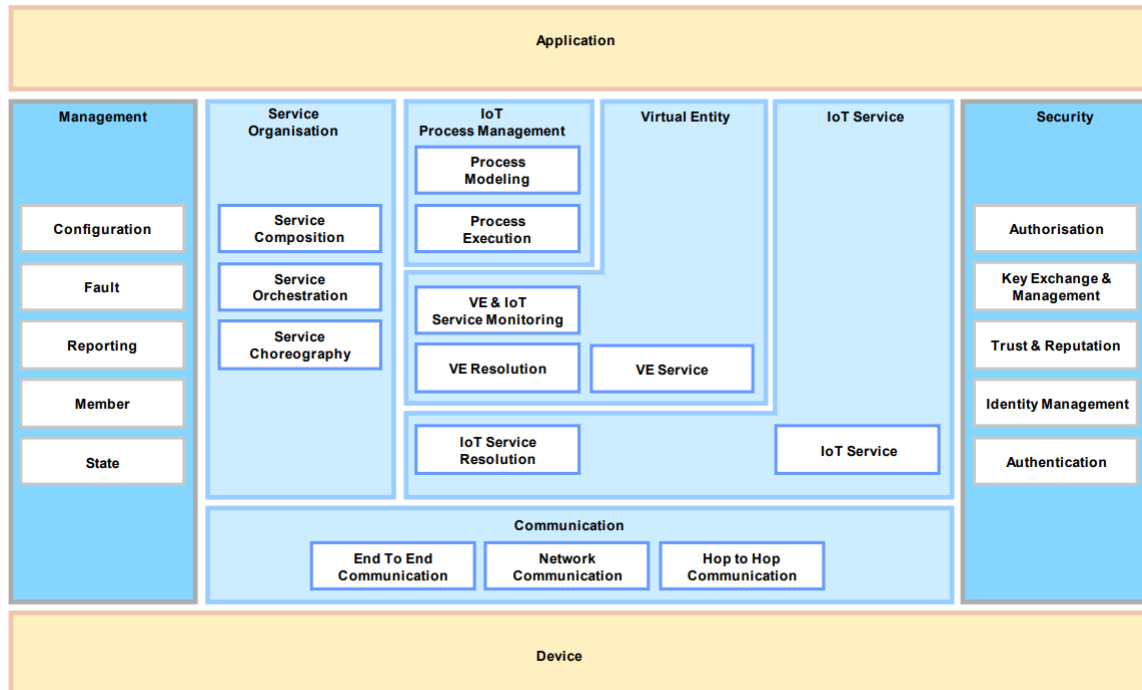 Application
Management
Configuration
Fault
Reporting
Member
State
Service
Organisation
Service
Composition
Service
Orchestration
Service
Choreography
IoT
Process Management
Process
Modeling
Process
Execution
Virtual Entity
VE & IoT
Service Monitoring
VE Resolution
VE Service
IoT Service
IoT Service
Resolution
IoT Service
Communication
End To End
Communication
Network
Communication
Hop to Hop
Communication
Security
Authorisation
Key Exchange &
Management
Trust & Reputation
Identity Management
Authentication
Device